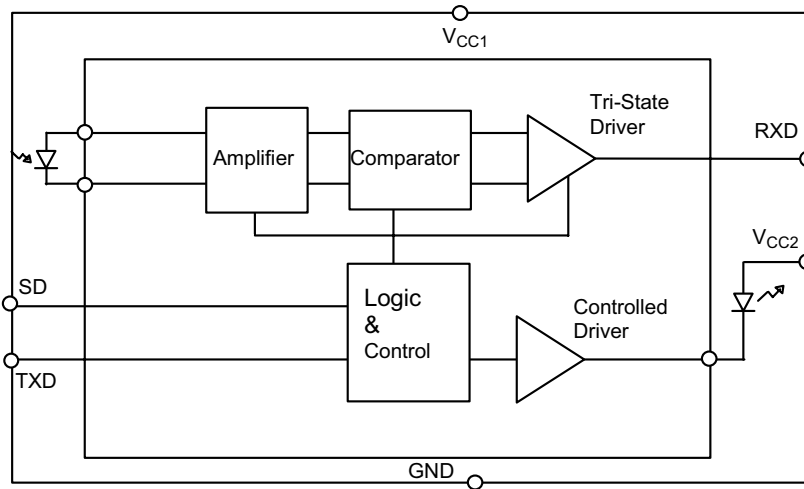 VCC1
Tri-State
Driver
RXD
Amplifier
Comparator
VCC2
SD
Logic
&
Control
Controlled
Driver
TXD
GND